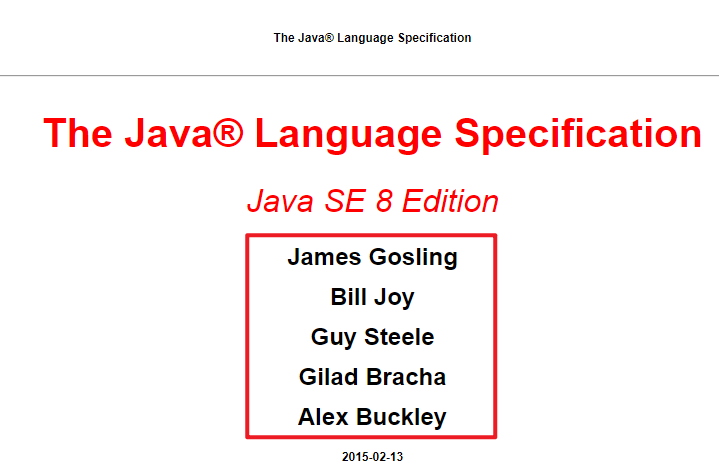 The Java® Language Specification
The Java® Language Specification
Java SE 8 Edition
James Gosling
Bill Joy
Guy Steele
Gilad Bracha
Alex Buckley
2015-02-13